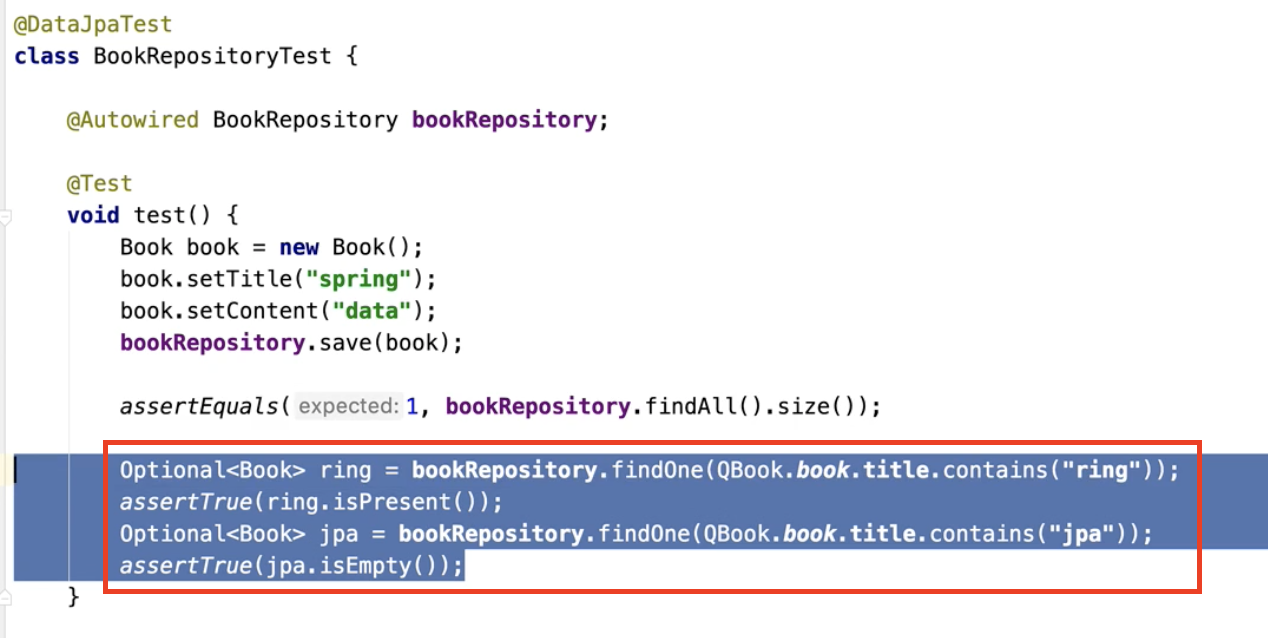 @DataJpaTest
class BookRepositoryTest {
@Autowired BookRepository bookRepository;
@Test
void test() {
Book book = new Book();
book.setTitle("spring");
book.setContent("data");
bookRepository.save(book);
assertEquals( expected: 1, bookRepository.findAll().size());
Optional<Book> ring = bookRepository.findOne(QBook.book.title.contains("ring"));
assertTrue(ring.isPresent());
Optional<Book> jpa = bookRepository.findOne(QBook.book.title.contains("jpa"));
assertTrue(jpa.isEmpty());
}